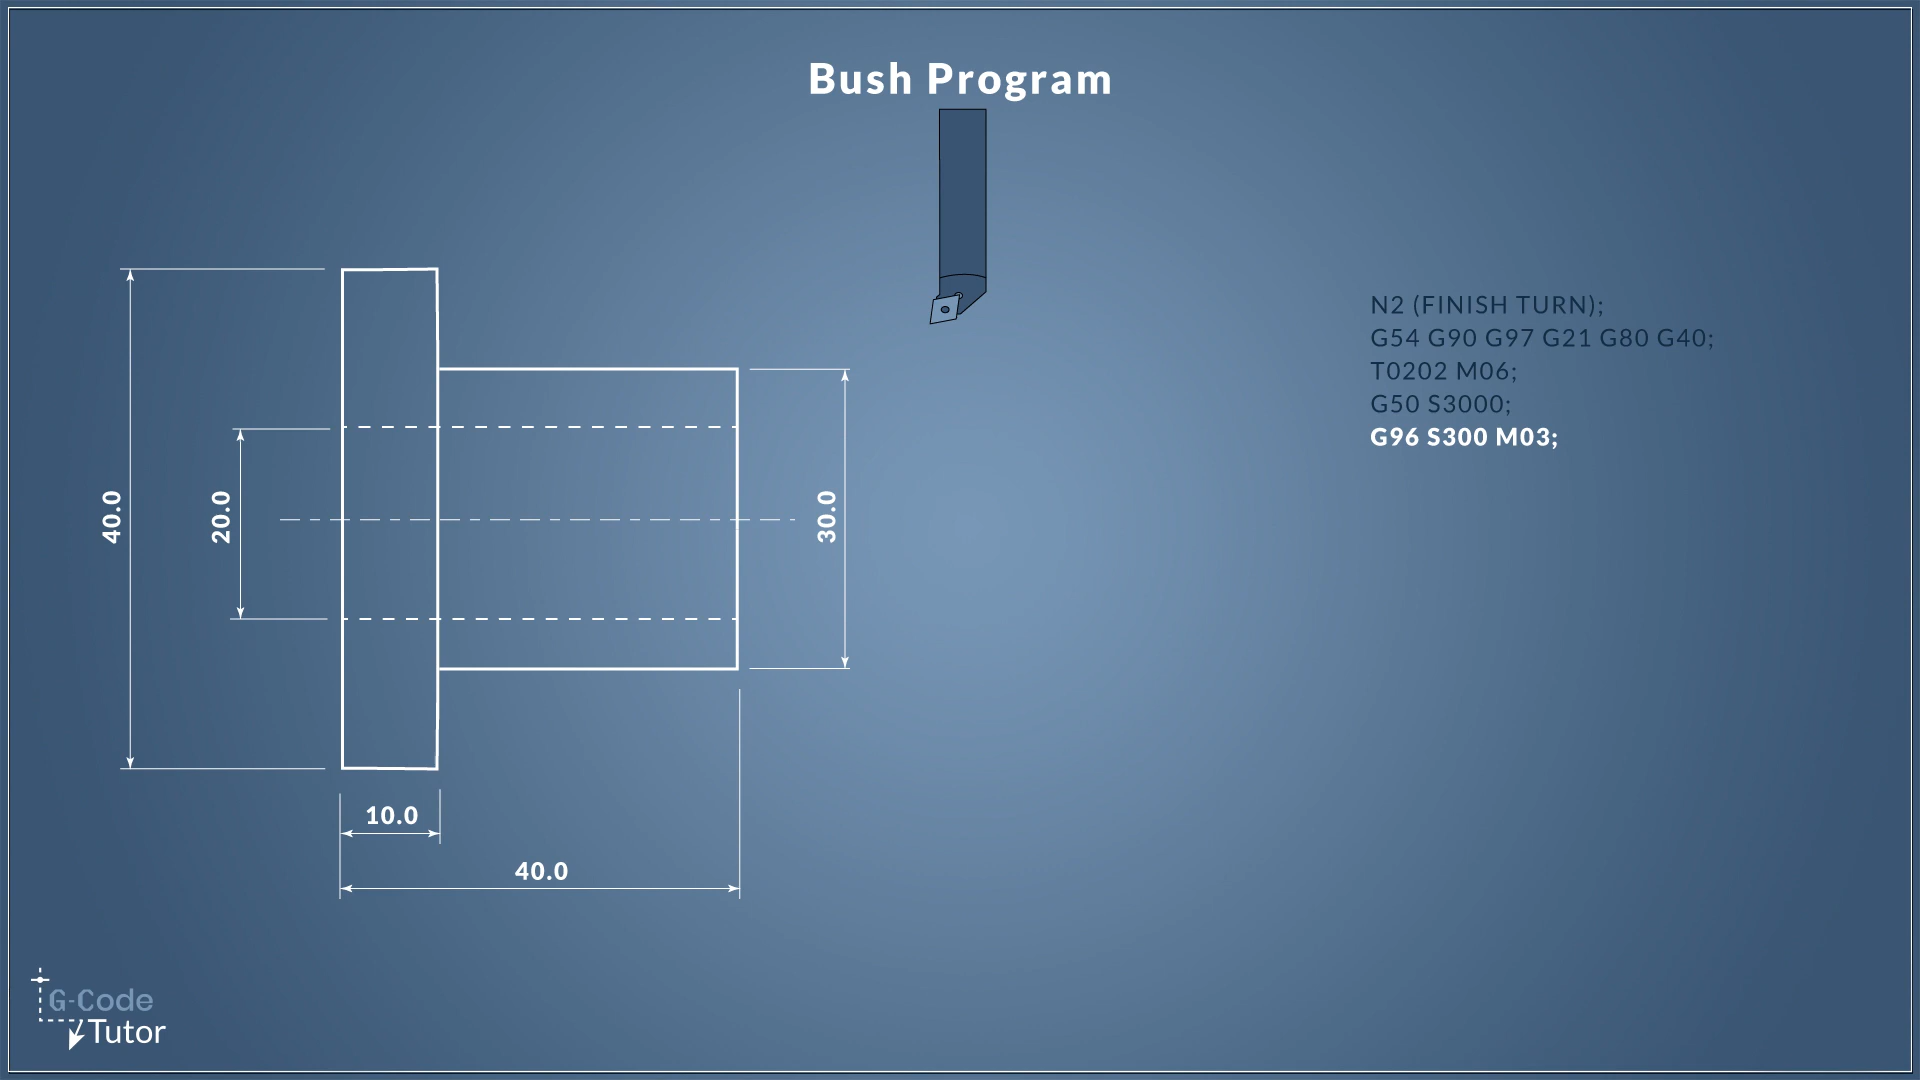 Bush Program
N2 (FINISH TURN);
G54 G90 G97 G21 G80 G40;
T0202 M06;
G50 S3000;
G96 S300 M03;
40.0
20.0
30.0
10.0
40.0
G-Code
Tutor